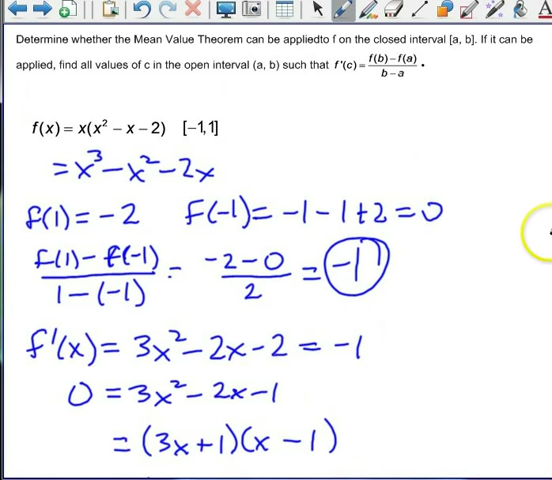 Determine whether the Mean Value Theorem can be appliedto f on the closed interval [a, b]. If it can be
applied, find all values of c in the open interval (a, b) such that f'(c) = (f(b) – f(a))/(b – a) •
f(x) = x(x² – x – 2) [–1,1]
= x³ – x² – 2x
f(1) = –2 F(–1) = –1 – 1 + 2 = 0
(f(1) – f(–1))/(1 – (–1)) = (–2 – 0)/2 = –1
f'(x) = 3x² – 2x – 2 = –1
0 = 3x² – 2x – 1
= (3x + 1)(x – 1)